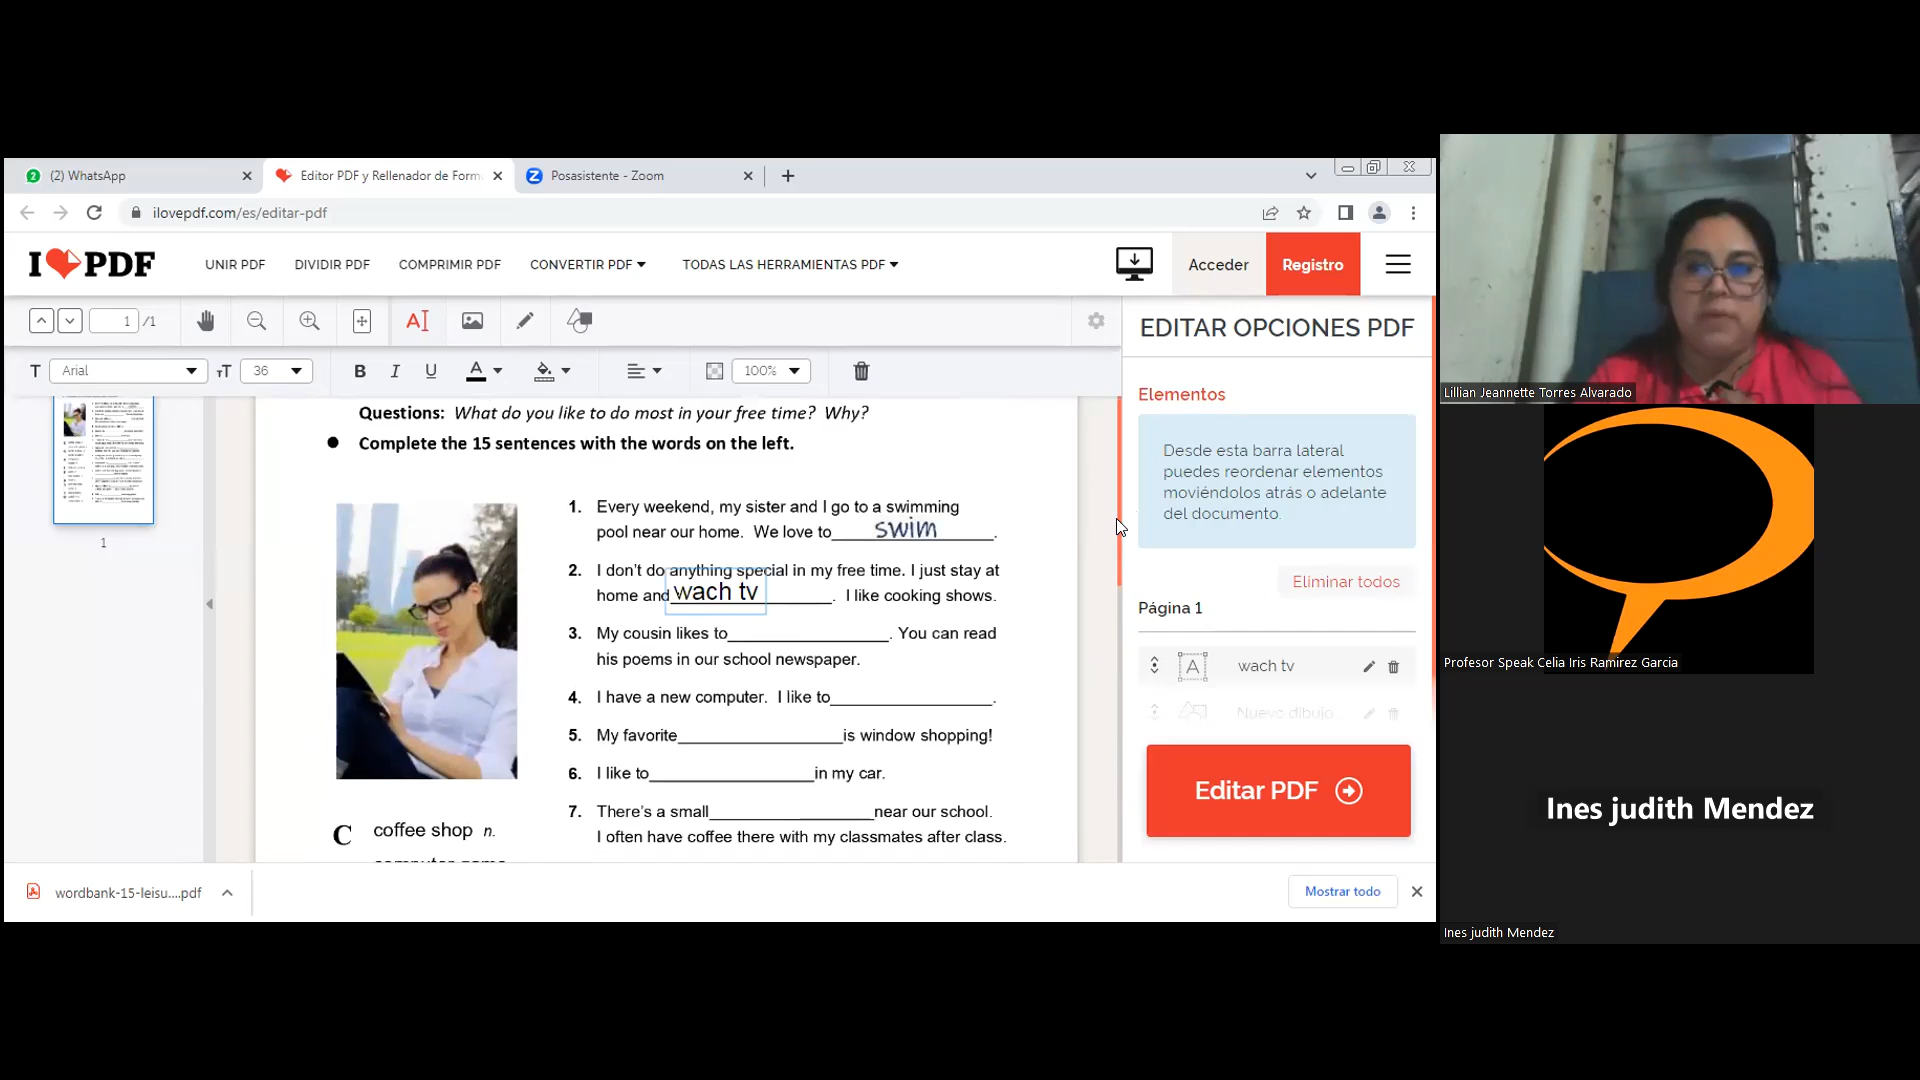 (2) WhatsApp
Editor PDF y Rellenador de Form
Posasistente - Zoom
ilovepdf.com/es/editar-pdf
I PDF
UNIR PDF
DIVIDIR PDF
COMPRIMIR PDF
CONVERTIR PDF
TODAS LAS HERRAMIENTAS PDF
Acceder
Registro
1 /1
EDITAR OPCIONES PDF
T Arial
36
B I U A
100%
Elementos
Desde esta barra lateral
puedes reordenar elementos
moviéndolos atrás o adelante
del documento.
Eliminar todos
Página 1
A wach tv
Nuevo dibujo
Editar PDF
1
Questions: What do you like to do most in your free time? Why?
Complete the 15 sentences with the words on the left.
1. Every weekend, my sister and I go to a swimming
pool near our home. We love to swim.
2. I don't do anything special in my free time. I just stay at
home and wach tv. I like cooking shows.
3. My cousin likes to____________. You can read
his poems in our school newspaper.
4. I have a new computer. I like to____________.
5. My favorite____________is window shopping!
6. I like to____________in my car.
7. There's a small____________near our school.
I often have coffee there with my classmates after class.
C coffee shop n.
computer game
wordbank-15-leisu....pdf
Mostrar todo
Lillian Jeannette Torres Alvarado
Profesor Speak Celia Iris Ramirez Garcia
Ines judith Mendez
Ines judith Mendez